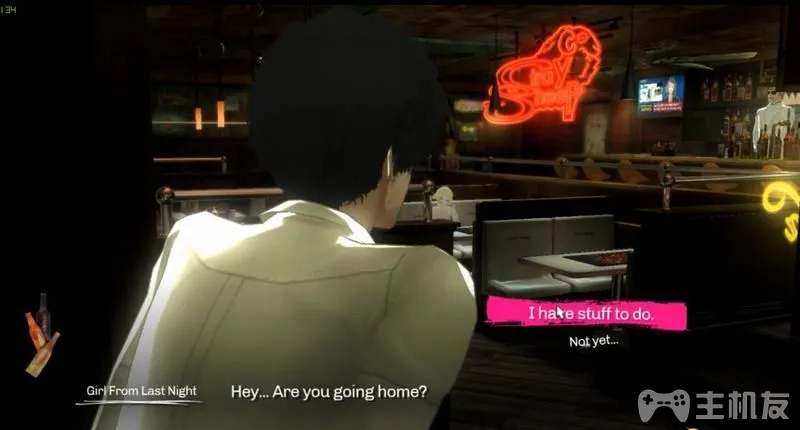 134
Stray Sheep
I have stuff to do.
Not yet...
Girl From Last Night
Hey... Are you going home?
主机友